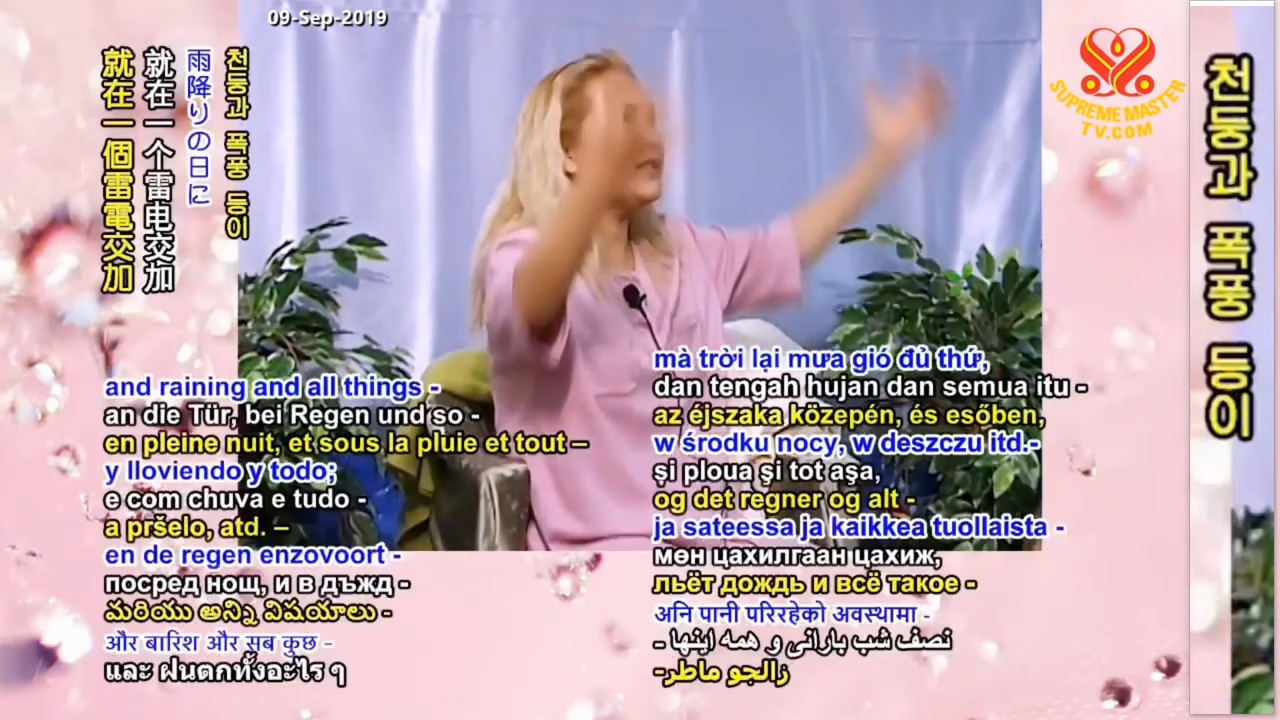 09-Sep-2019
천둥과 폭풍 등이
雨降りの日に
就在一个雷电交加
就在一個雷電交加
SUPREME MASTER
TV.COM
천둥과 폭풍 등이
and raining and all things -
an die Tür, bei Regen und so -
en pleine nuit, et sous la pluie et tout –
y lloviendo y todo;
e com chuva e tudo -
a pršelo, atd. –
en de regen enzovoort -
посред нощ, и в дъжд -
మరియు అన్ని విషయాలు -
और बारिश और सब कुछ -
และ ฝนตกทั้งอะไร ๆ
mà trời lại mưa gió đủ thứ,
dan tengah hujan dan semua itu -
az éjszaka közepén, és esőben,
w środku nocy, w deszczu itd.-
și ploua şi tot aşa,
og det regner og alt -
ja sateessa ja kaikkea tuollaista -
мөн цахилгаан цахиж,
льёт дождь и всё такое -
अनि पानी परिरहेको अवस्थामा -
نصف شب بارانی و همه اینها -
زالجو ماطر-